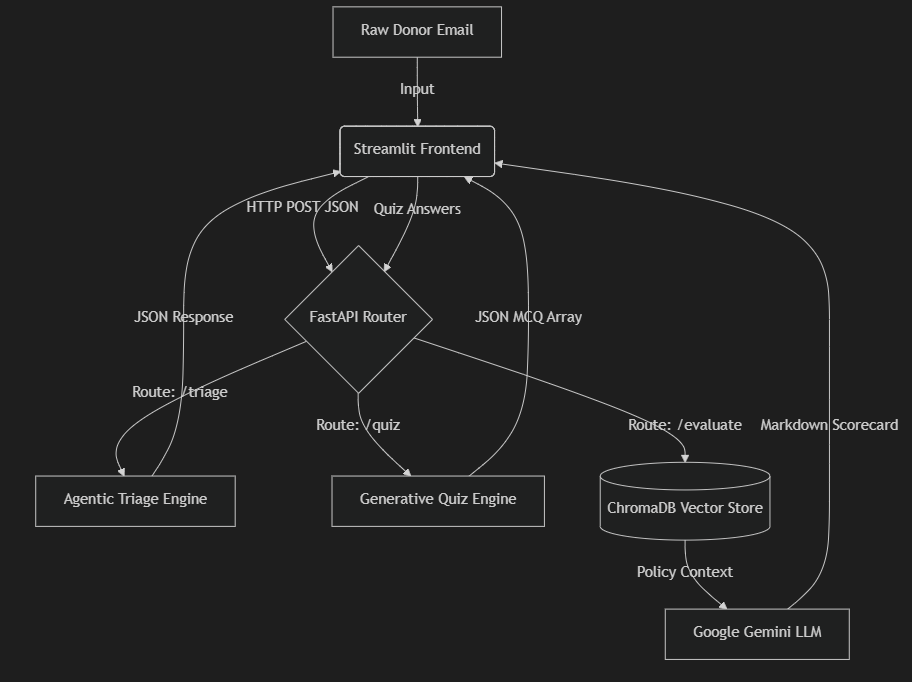 Raw Donor Email
Input
Streamlit Frontend
HTTP POST JSON
Quiz Answers
JSON Response
FastAPI Router
JSON MCQ Array
Route: /triage
Route: /quiz
Route: /evaluate
Markdown Scorecard
Agentic Triage Engine
Generative Quiz Engine
ChromaDB Vector Store
Policy Context
Google Gemini LLM